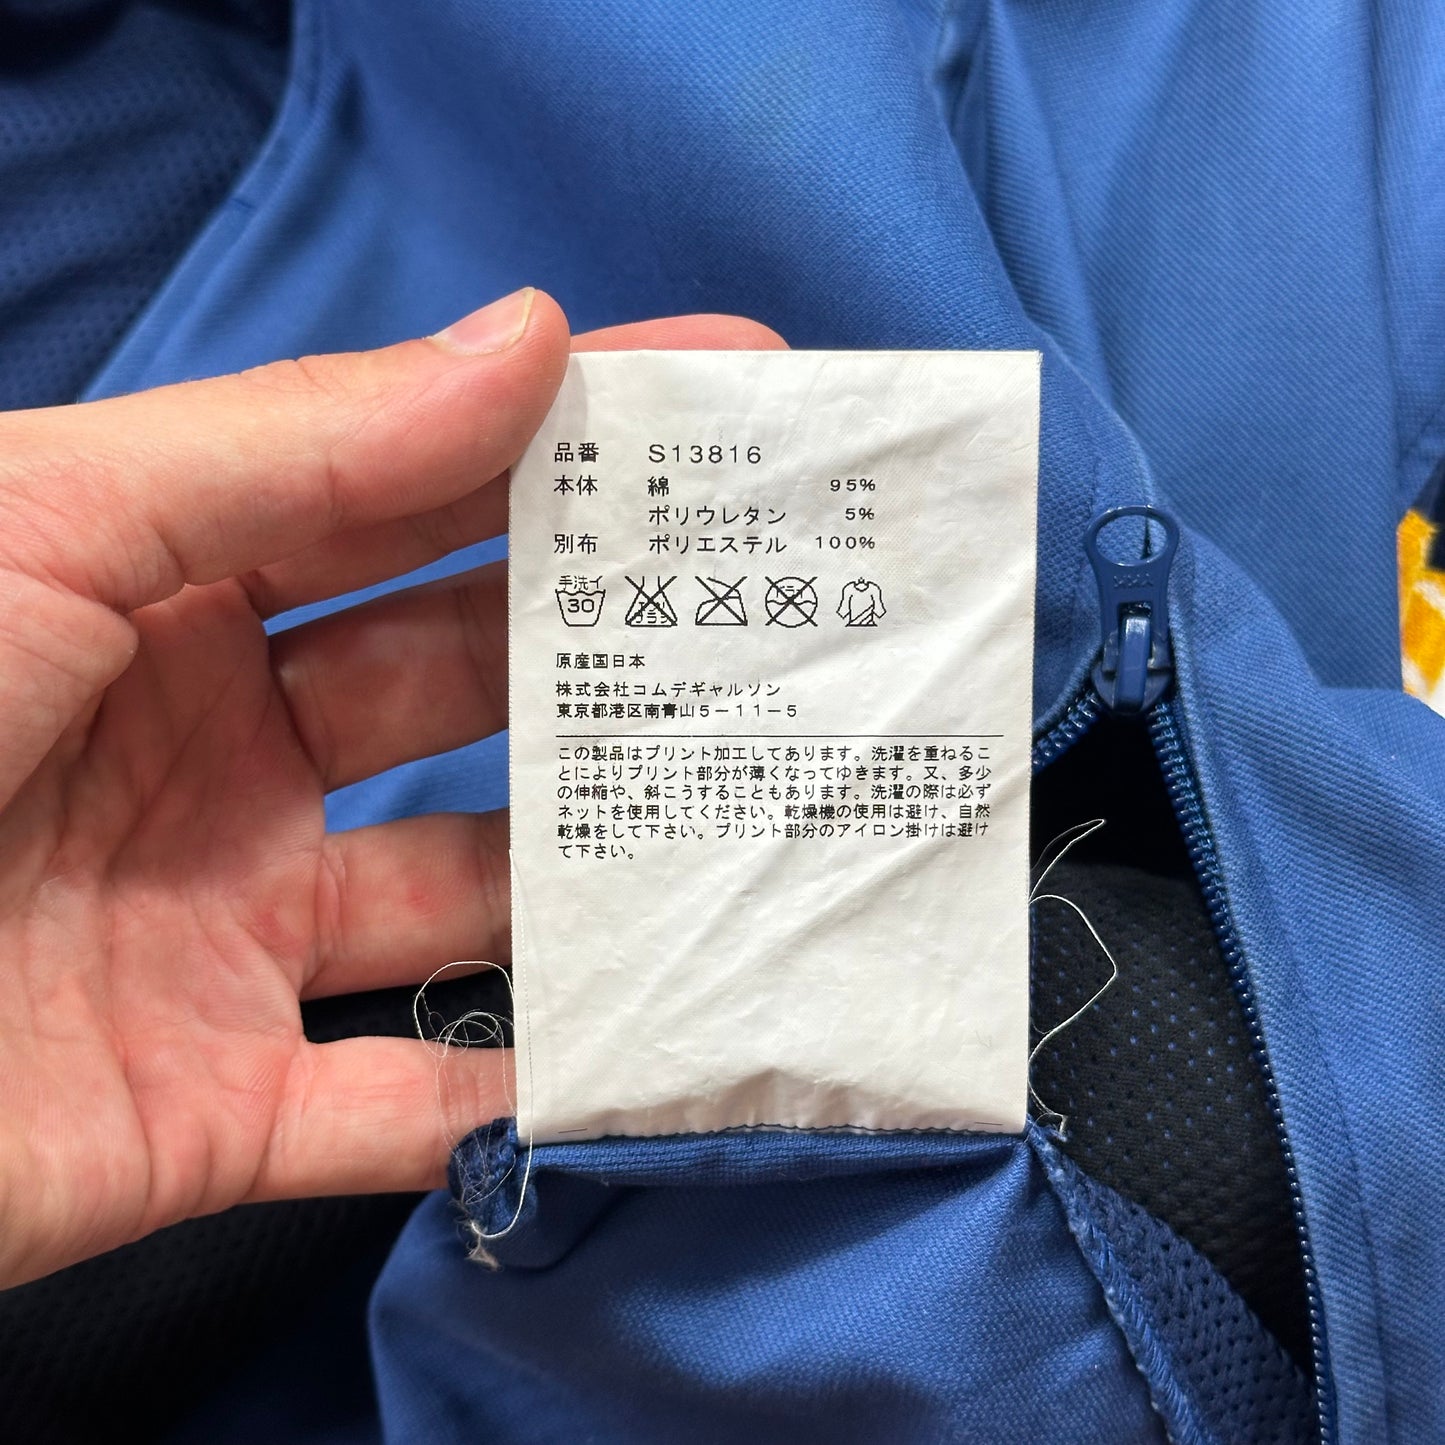 品番 S13816
本体 綿 95%
ポリウレタン 5%
別布 ポリエステル 100%
手洗イ
30
原産国日本
株式会社コムデギャルソン
東京都港区南青山5－11－5
この製品はプリント加工してあります。洗濯を重ねるこ
とによりプリント部分が薄くなってゆきます。又、多少
の伸縮や、斜こうすることもあります。洗濯の際は必ず
ネットを使用してください。乾燥機の使用は避け、自然
乾燥をして下さい。プリント部分のアイロン掛けは避け
て下さい。